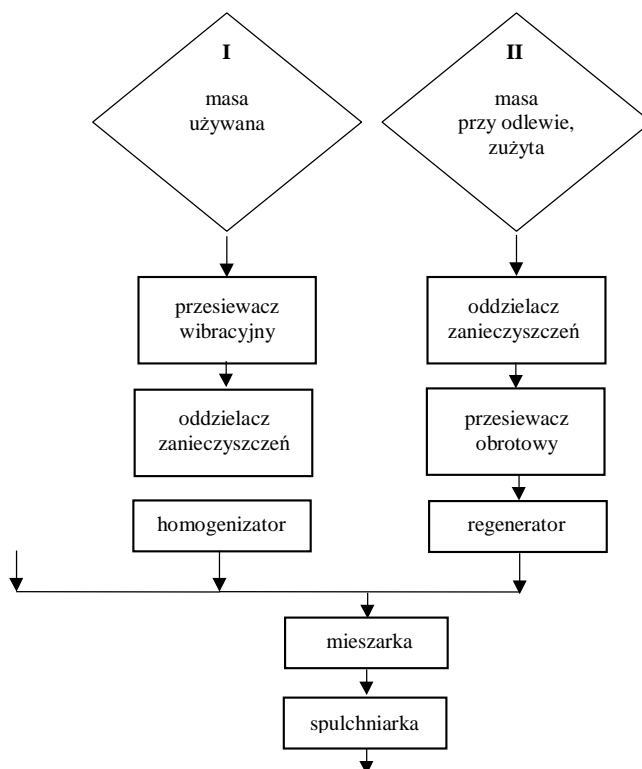 I
masa
używana
II
masa
przy odlewie,
zużyta
przesiewacz
wibracyjny
oddzielacz
zanieczyszczeń
oddzielacz
zanieczyszczeń
przesiewacz
obrotowy
homogenizator
regenerator
mieszarka
spulchniarka